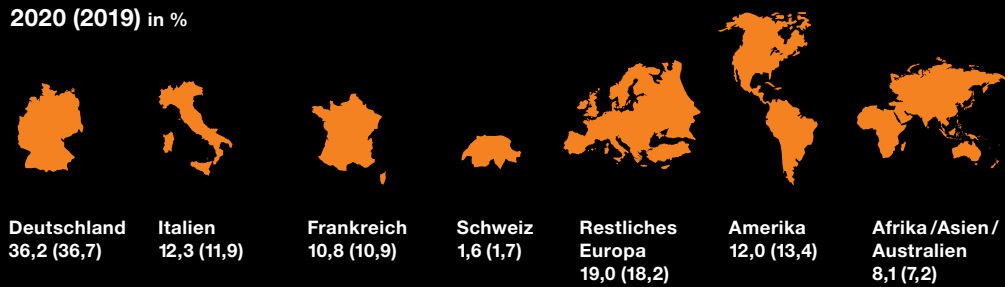 2020 (2019) in %
Deutschland
36,2 (36,7)
Italien
12,3 (11,9)
Frankreich
10,8 (10,9)
Schweiz
1,6 (1,7)
Restliches
Europa
19,0 (18,2)
Amerika
12,0 (13,4)
Afrika/Asien/
Australien
8,1 (7,2)